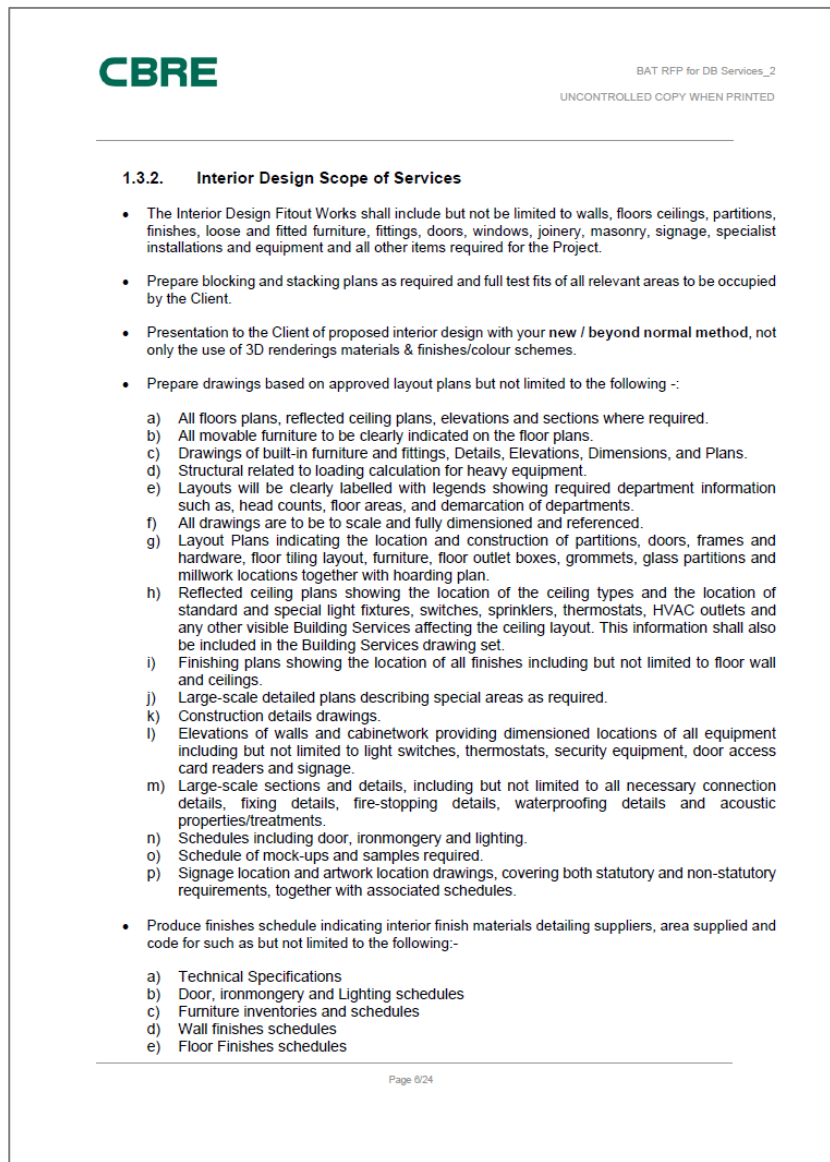 CBRE
BAT RFP for DB Services_2
UNCONTROLLED COPY WHEN PRINTED
1.3.2. Interior Design Scope of Services
• The Interior Design Fitout Works shall include but not be limited to walls, floors ceilings, partitions,
finishes, loose and fitted furniture, fittings, doors, windows, joinery, masonry, signage, specialist
installations and equipment and all other items required for the Project.
• Prepare blocking and stacking plans as required and full test fits of all relevant areas to be occupied
by the Client.
• Presentation to the Client of proposed interior design with your new / beyond normal method, not
only the use of 3D renderings materials & finishes/colour schemes.
• Prepare drawings based on approved layout plans but not limited to the following -:
a) All floors plans, reflected ceiling plans, elevations and sections where required.
b) All movable furniture to be clearly indicated on the floor plans.
c) Drawings of built-in furniture and fittings, Details, Elevations, Dimensions, and Plans.
d) Structural related to loading calculation for heavy equipment.
e) Layouts will be clearly labelled with legends showing required department information
such as, head counts, floor areas, and demarcation of departments.
f) All drawings are to be to scale and fully dimensioned and referenced.
g) Layout Plans indicating the location and construction of partitions, doors, frames and
hardware, floor tiling layout, furniture, floor outlet boxes, grommets, glass partitions and
millwork locations together with hoarding plan.
h) Reflected ceiling plans showing the location of the ceiling types and the location of
standard and special light fixtures, switches, sprinklers, thermostats, HVAC outlets and
any other visible Building Services affecting the ceiling layout. This information shall also
be included in the Building Services drawing set.
i) Finishing plans showing the location of all finishes including but not limited to floor wall
and ceilings.
j) Large-scale detailed plans describing special areas as required.
k) Construction details drawings.
l) Elevations of walls and cabinetwork providing dimensioned locations of all equipment
including but not limited to light switches, thermostats, security equipment, door access
card readers and signage.
m) Large-scale sections and details, including but not limited to all necessary connection
details, fixing details, fire-stopping details, waterproofing details and acoustic
properties/treatments.
n) Schedules including door, ironmongery and lighting.
o) Schedule of mock-ups and samples required.
p) Signage location and artwork location drawings, covering both statutory and non-statutory
requirements, together with associated schedules.
• Produce finishes schedule indicating interior finish materials detailing suppliers, area supplied and
code for such as but not limited to the following:-
a) Technical Specifications
b) Door, ironmongery and Lighting schedules
c) Furniture inventories and schedules
d) Wall finishes schedules
e) Floor Finishes schedules
Page 6/24